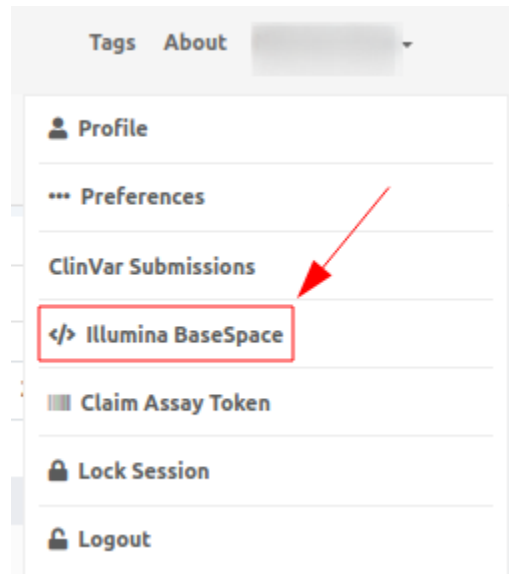 Tags About
Profile
Preferences
ClinVar Submissions
</> Illumina BaseSpace
Claim Assay Token
Lock Session
Logout